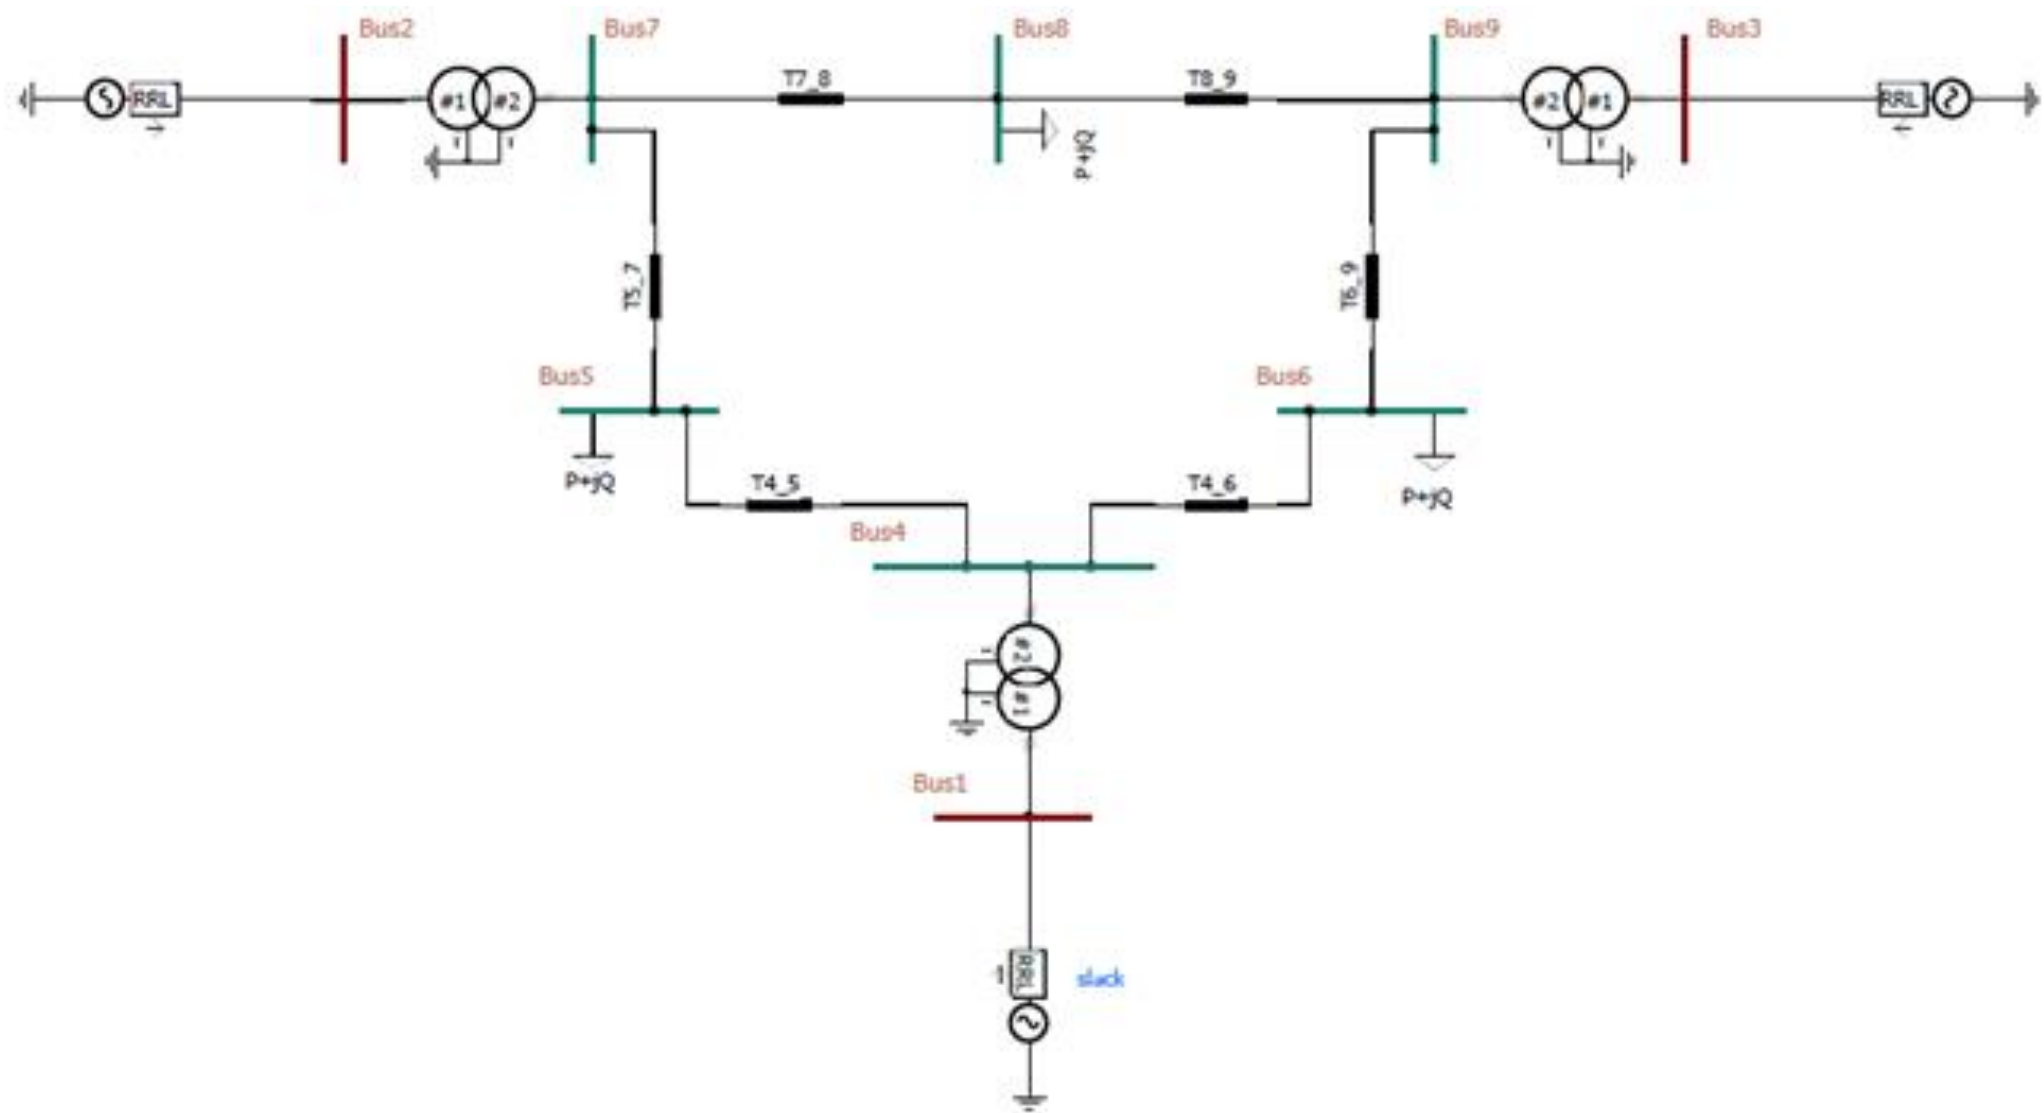 Bus2
Bus7
Bus8
Bus9
Bus3
RRL
#1 #2
T7_8
T8_9
#2 #1
RRL
P+jQ
T5_7
T6_9
Bus5
Bus6
P+jQ
P+jQ
T4_5
T4_6
Bus4
#2
#1
Bus1
RRL
slack